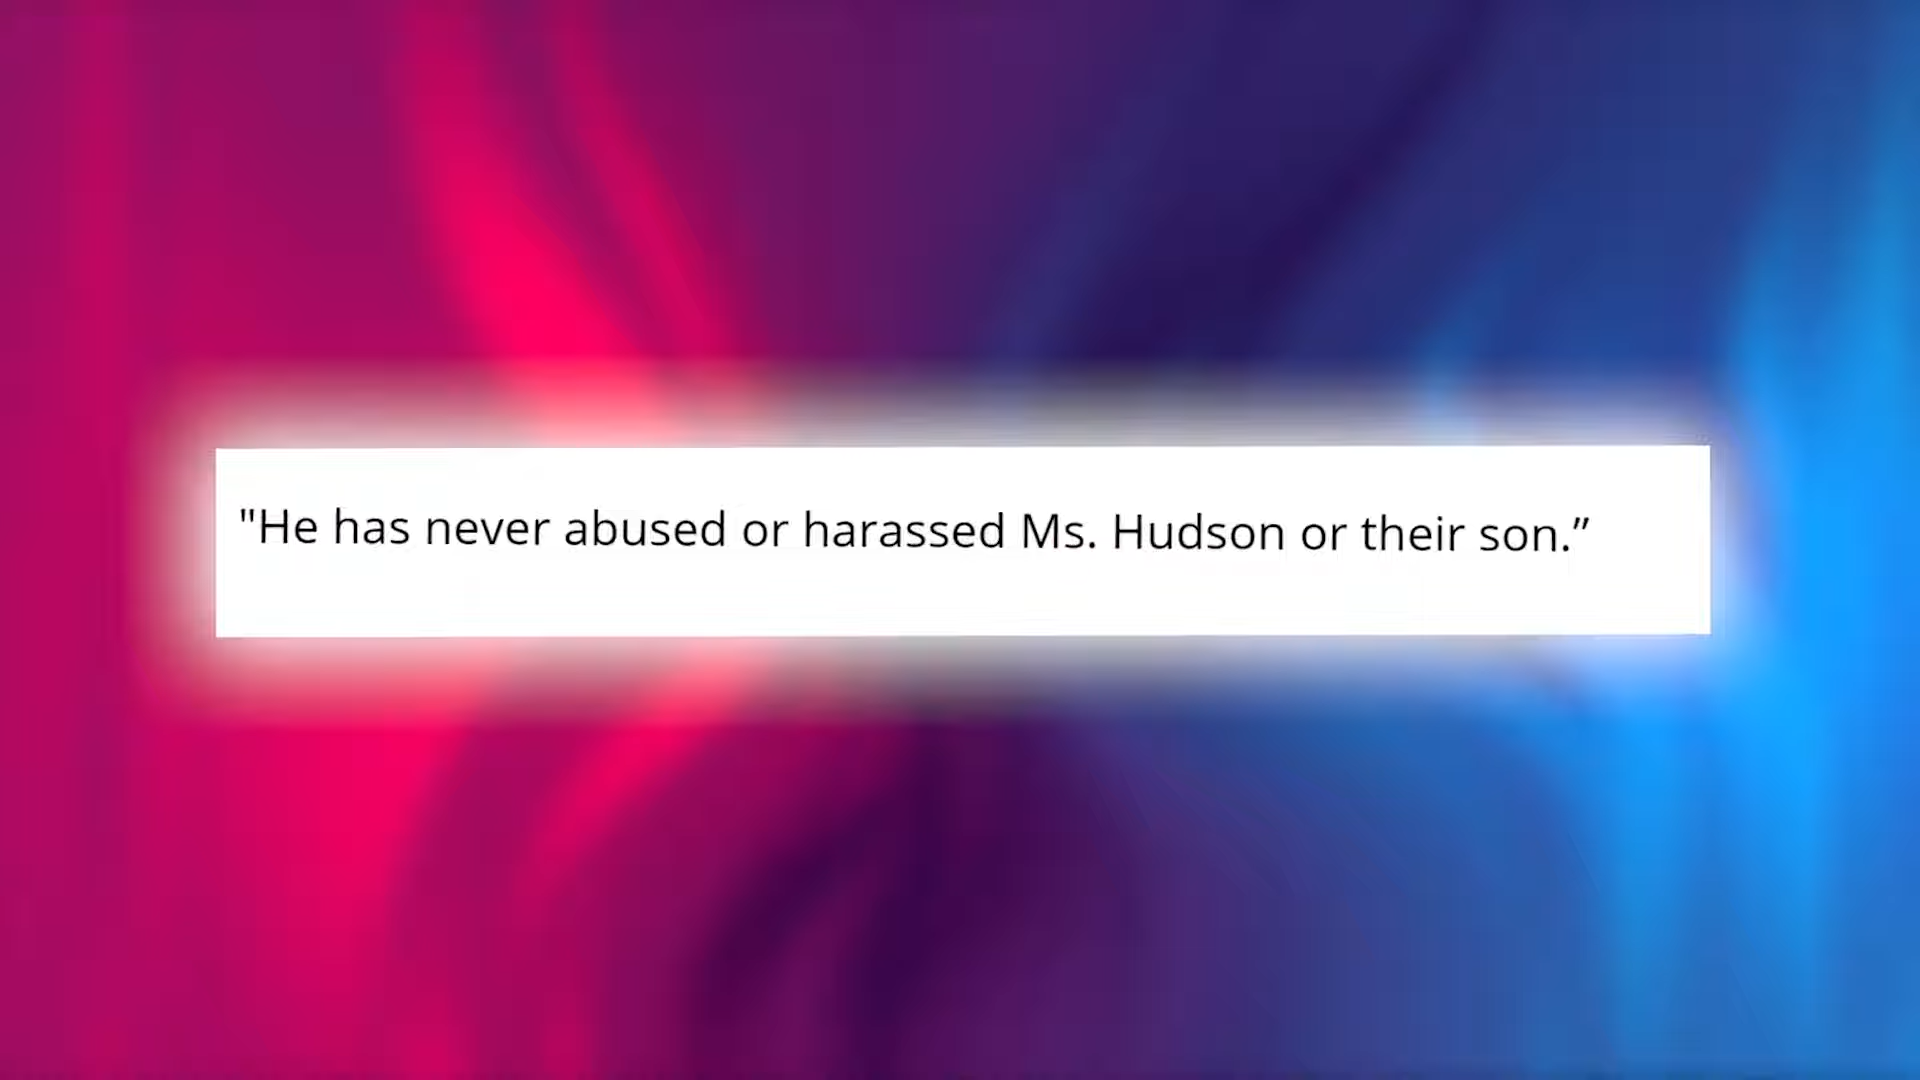 "He has never abused or harassed Ms. Hudson or their son.”